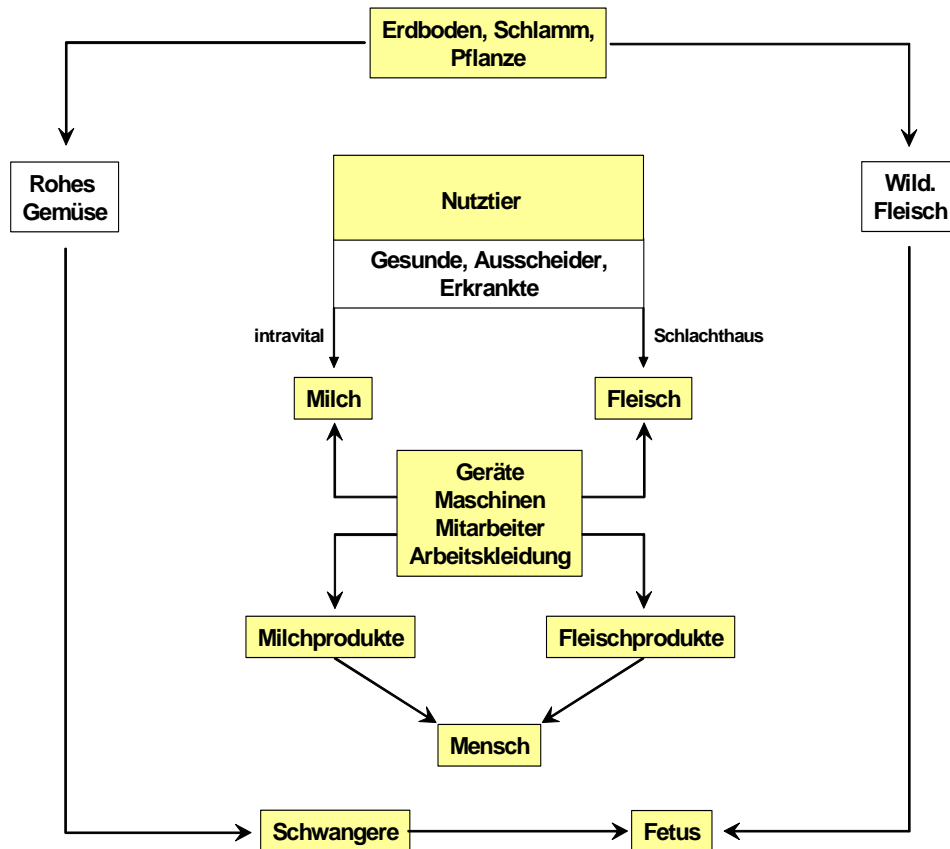 Erdboden, Schlamm,
Pflanze
Rohes
Gemüse
Nutztier
Wild.
Fleisch
Gesunde, Ausscheider,
Erkrankte
intravital
Schlachthaus
Milch
Fleisch
Geräte
Maschinen
Mitarbeiter
Arbeitskleidung
Milchprodukte
Fleischprodukte
Mensch
Schwangere
Fetus